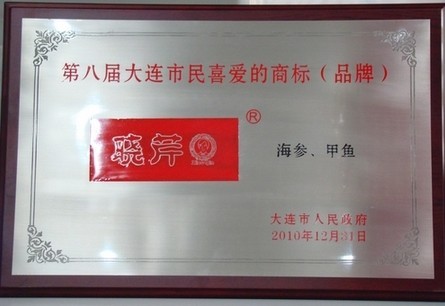 第八届大连市民喜爱的商标（品牌）
晓芹 ®
海参、甲鱼
大连市人民政府
2010年12月31日